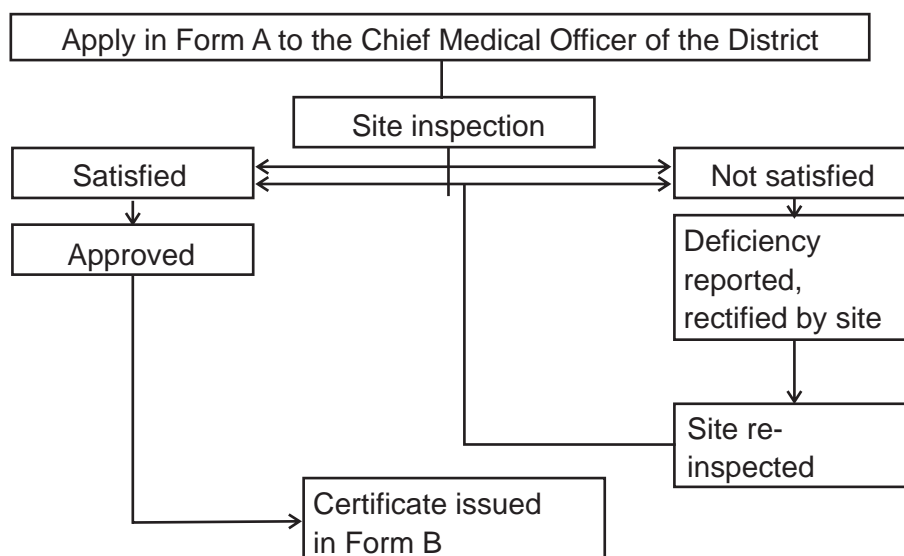 Apply in Form A to the Chief Medical Officer of the District
Site inspection
Satisfied
Not satisfied
Approved
Deficiency
reported,
rectified by site
Site re-
inspected
Certificate issued
in Form B